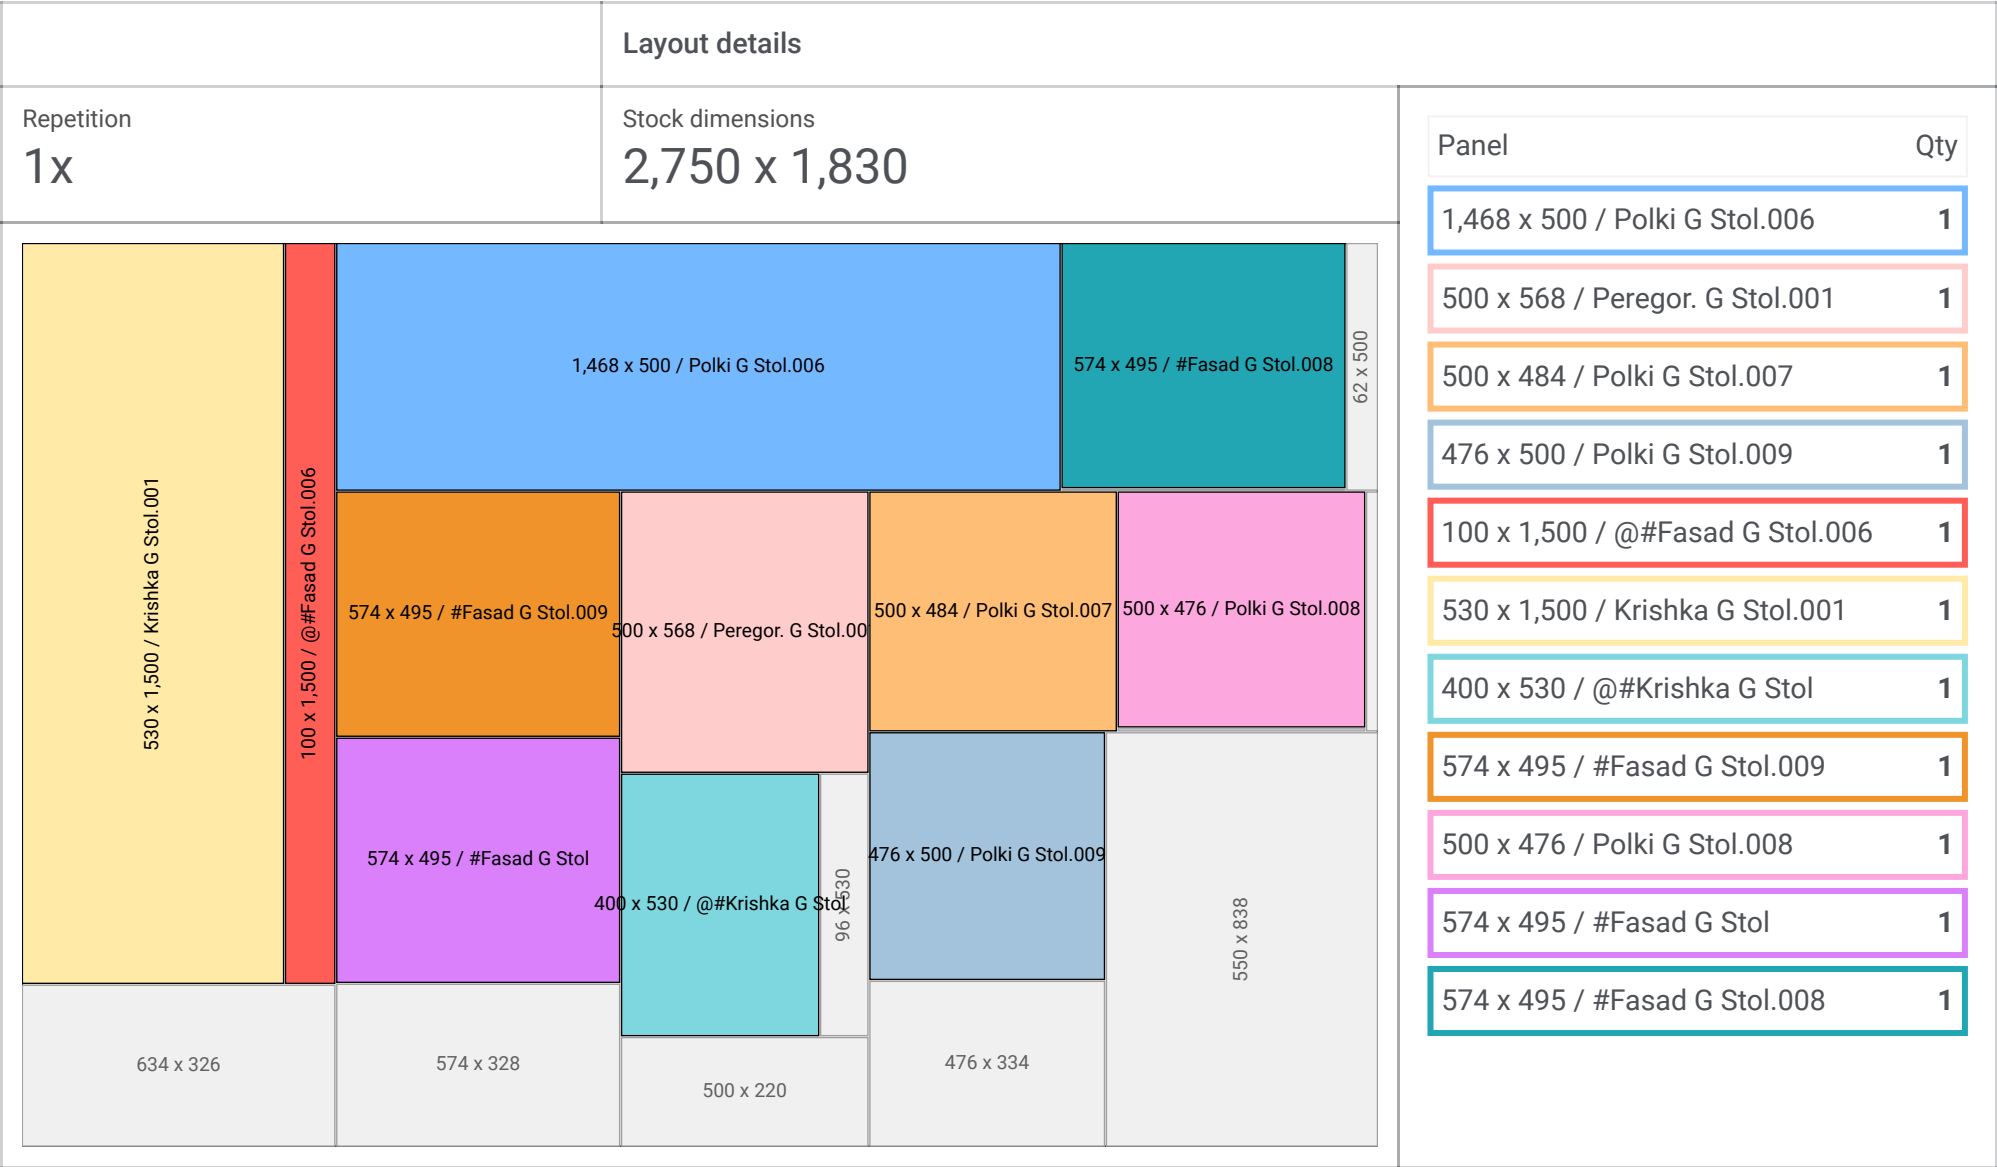 Layout details
Repetition
1x
Stock dimensions
2,750 x 1,830
Panel Qty
1,468 x 500 / Polki G Stol.006 1
500 x 568 / Peregor. G Stol.001 1
500 x 484 / Polki G Stol.007 1
476 x 500 / Polki G Stol.009 1
100 x 1,500 / @#Fasad G Stol.006 1
530 x 1,500 / Krishka G Stol.001 1
400 x 530 / @#Krishka G Stol 1
574 x 495 / #Fasad G Stol.009 1
500 x 476 / Polki G Stol.008 1
574 x 495 / #Fasad G Stol 1
574 x 495 / #Fasad G Stol.008 1
530 x 1,500 / Krishka G Stol.001
100 x 1,500 / @#Fasad G Stol.006
1,468 x 500 / Polki G Stol.006
574 x 495 / #Fasad G Stol.008
62 x 500
574 x 495 / #Fasad G Stol.009
500 x 568 / Peregor. G Stol.00
500 x 484 / Polki G Stol.007
500 x 476 / Polki G Stol.008
574 x 495 / #Fasad G Stol
400 x 530 / @#Krishka G Stol
96 x 530
476 x 500 / Polki G Stol.009
550 x 838
634 x 326
574 x 328
500 x 220
476 x 334